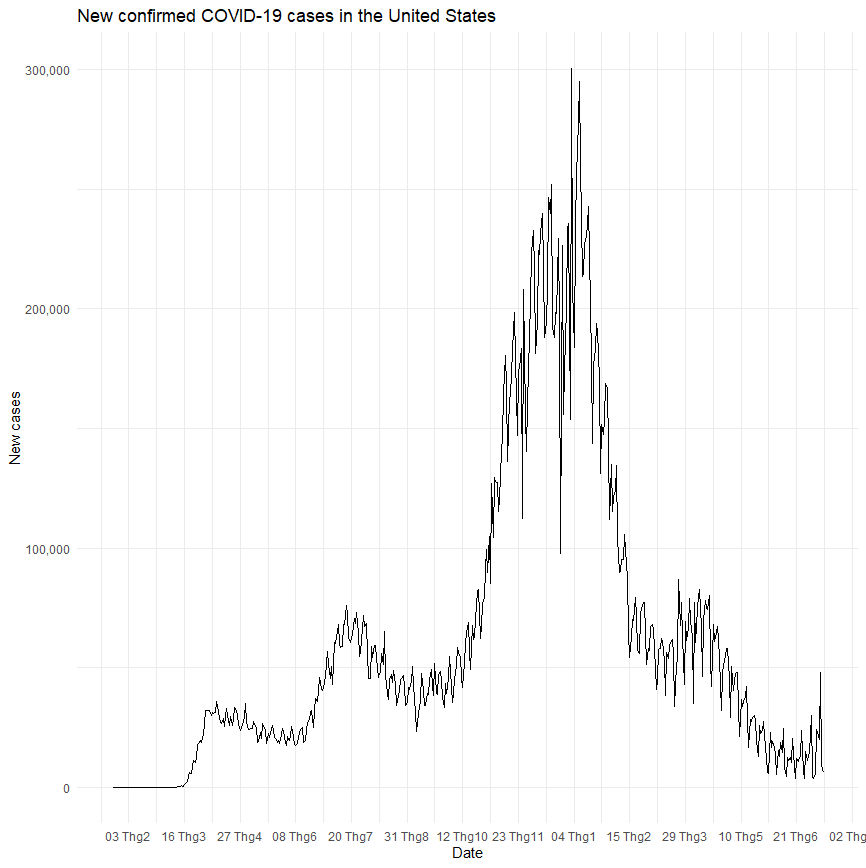 New confirmed COVID-19 cases in the United States
300,000
200,000
100,000
0
New cases
03 Thg2 16 Thg3 27 Thg4 08 Thg6 20 Thg7 31 Thg8 12 Thg10 23 Thg11 04 Thg1 15 Thg2 29 Thg3 10 Thg5 21 Thg6 02 Thg
Date